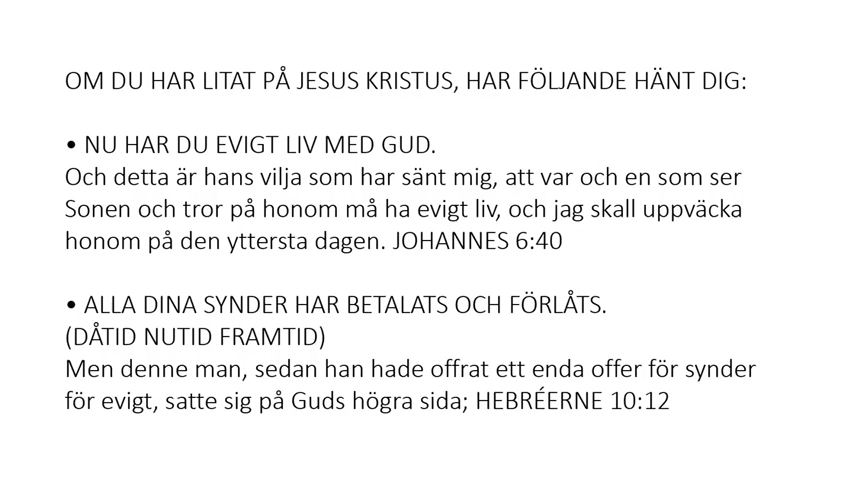 OM DU HAR LITAT PÅ JESUS KRISTUS, HAR FÖLJANDE HÄNT DIG:
• NU HAR DU EVIGT LIV MED GUD.
Och detta är hans vilja som har sänt mig, att var och en som ser
Sonen och tror på honom må ha evigt liv, och jag skall uppväcka
honom på den yttersta dagen. JOHANNES 6:40
• ALLA DINA SYNDER HAR BETALATS OCH FÖRLÅTS.
(DÅTID NUTID FRAMTID)
Men denne man, sedan han hade offrat ett enda offer för synder
för evigt, satte sig på Guds högra sida; HEBRÉERNE 10:12